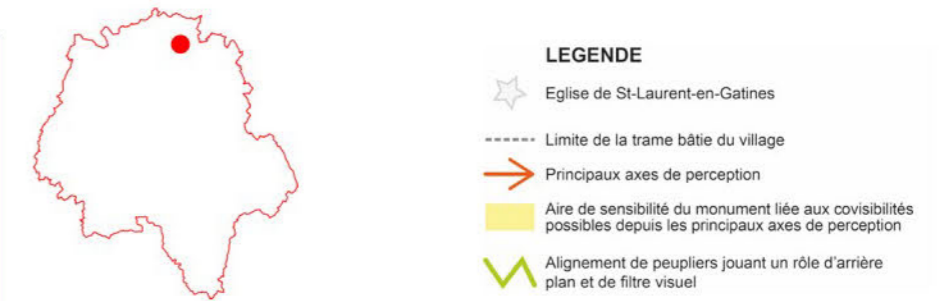 LEGENDE
Eglise de St-Laurent-en-Gatines
Limite de la trame bâtie du village
Principaux axes de perception
Aire de sensibilité du monument liée aux covisibilités
possibles depuis les principaux axes de perception
Alignement de peupliers jouant un rôle d'arrière
plan et de filtre visuel